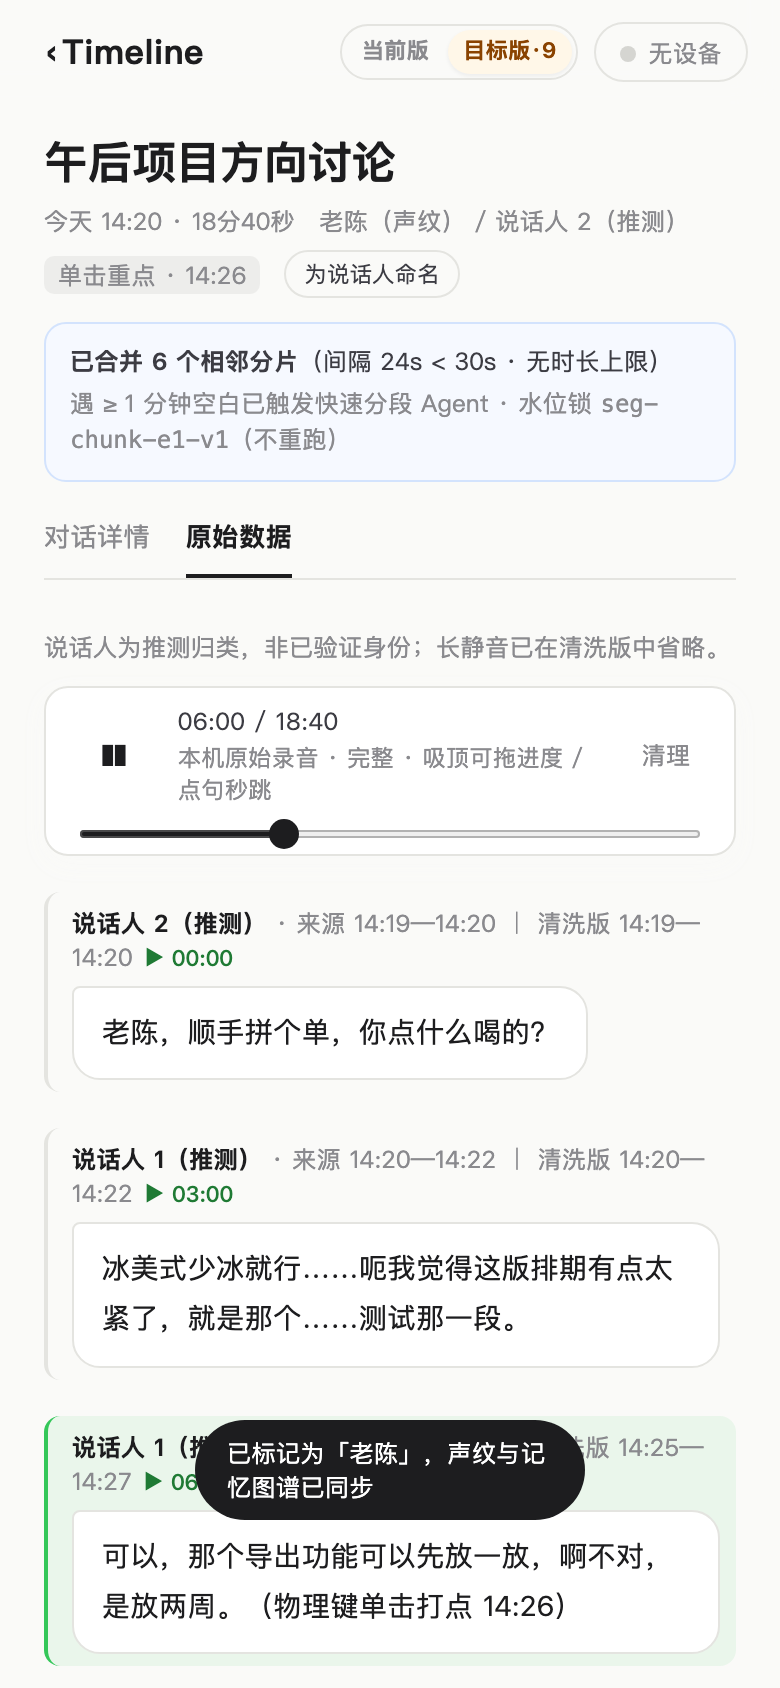 ‹ Timeline
当前版 目标版·9 无设备
午后项目方向讨论
今天 14:20 · 18分40秒 老陈（声纹） / 说话人 2（推测）
单击重点 · 14:26 为说话人命名
已合并 6 个相邻分片（间隔 24s < 30s · 无时长上限）
遇 ≥1 分钟空白已触发快速分段 Agent · 水位锁 seg-
chunk-e1-v1（不重跑）
对话详情 原始数据
说话人为推测归类，非已验证身份；长静音已在清洗版中省略。
06:00 / 18:40
本机原始录音 · 完整 · 吸顶可拖进度 /
点句秒跳
清理
说话人 2（推测） · 来源 14:19—14:20 ｜ 清洗版 14:19—
14:20 ▶ 00:00
老陈，顺手拼个单，你点什么喝的？
说话人 1（推测） · 来源 14:20—14:22 ｜ 清洗版 14:20—
14:22 ▶ 03:00
冰美式少冰就行……呃我觉得这版排期有点太
紧了，就是那个……测试那一段。
说话人 1（ 版 14:25—
14:27 ▶ 06
已标记为「老陈」，声纹与记
忆图谱已同步
可以，那个导出功能可以先放一放，啊不对，
是放两周。（物理键单击打点 14:26）